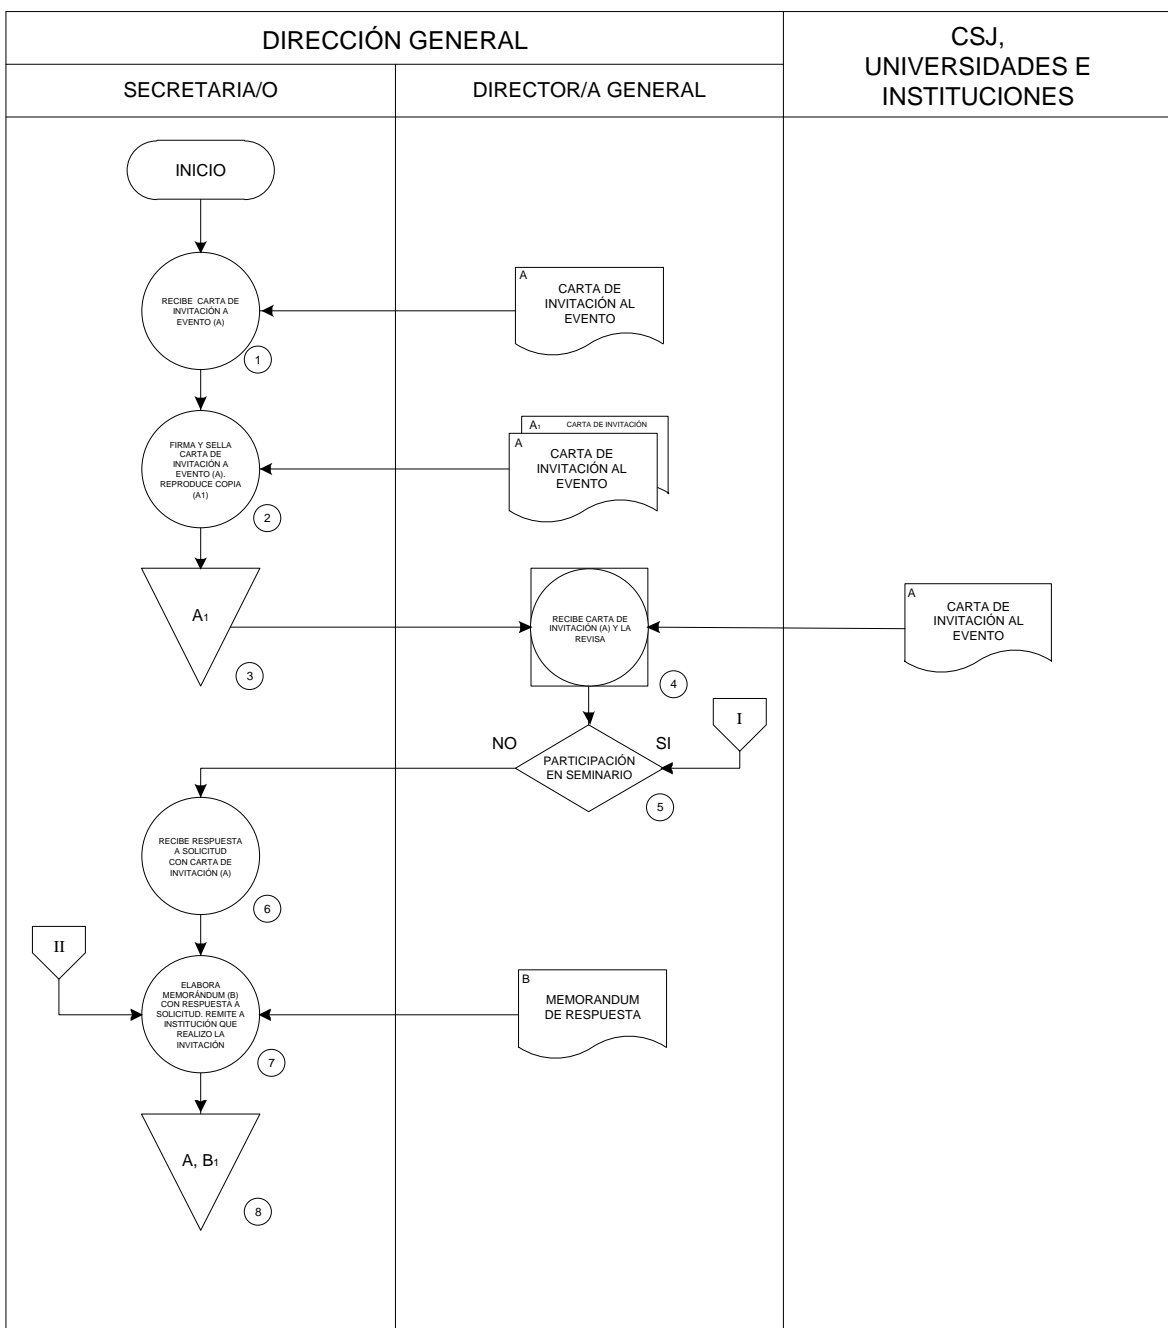 DIRECCIÓN GENERAL
CSJ,
UNIVERSIDADES E
INSTITUCIONES
SECRETARIA/O
DIRECTOR/A GENERAL
INICIO
RECIBE CARTA DE
INVITACIÓN A
EVENTO (A)
1
A
CARTA DE
INVITACIÓN AL
EVENTO
FIRMA Y SELLA
CARTA DE
INVITACIÓN A
EVENTO (A).
REPRODUCE COPIA
(A1)
2
A1 CARTA DE INVITACIÓN
A
CARTA DE
INVITACIÓN AL
EVENTO
A1
3
RECIBE CARTA DE
INVITACIÓN (A) Y LA
REVISA
4
A
CARTA DE
INVITACIÓN AL
EVENTO
I
NO
SI
PARTICIPACIÓN
EN SEMINARIO
5
RECIBE RESPUESTA
A SOLICITUD
CON CARTA DE
INVITACIÓN (A)
6
II
ELABORA
MEMORÁNDUM (B)
CON RESPUESTA A
SOLICITUD. REMITE A
INSTITUCIÓN QUE
REALIZO LA
INVITACIÓN
7
B
MEMORANDUM
DE RESPUESTA
A, B1
8